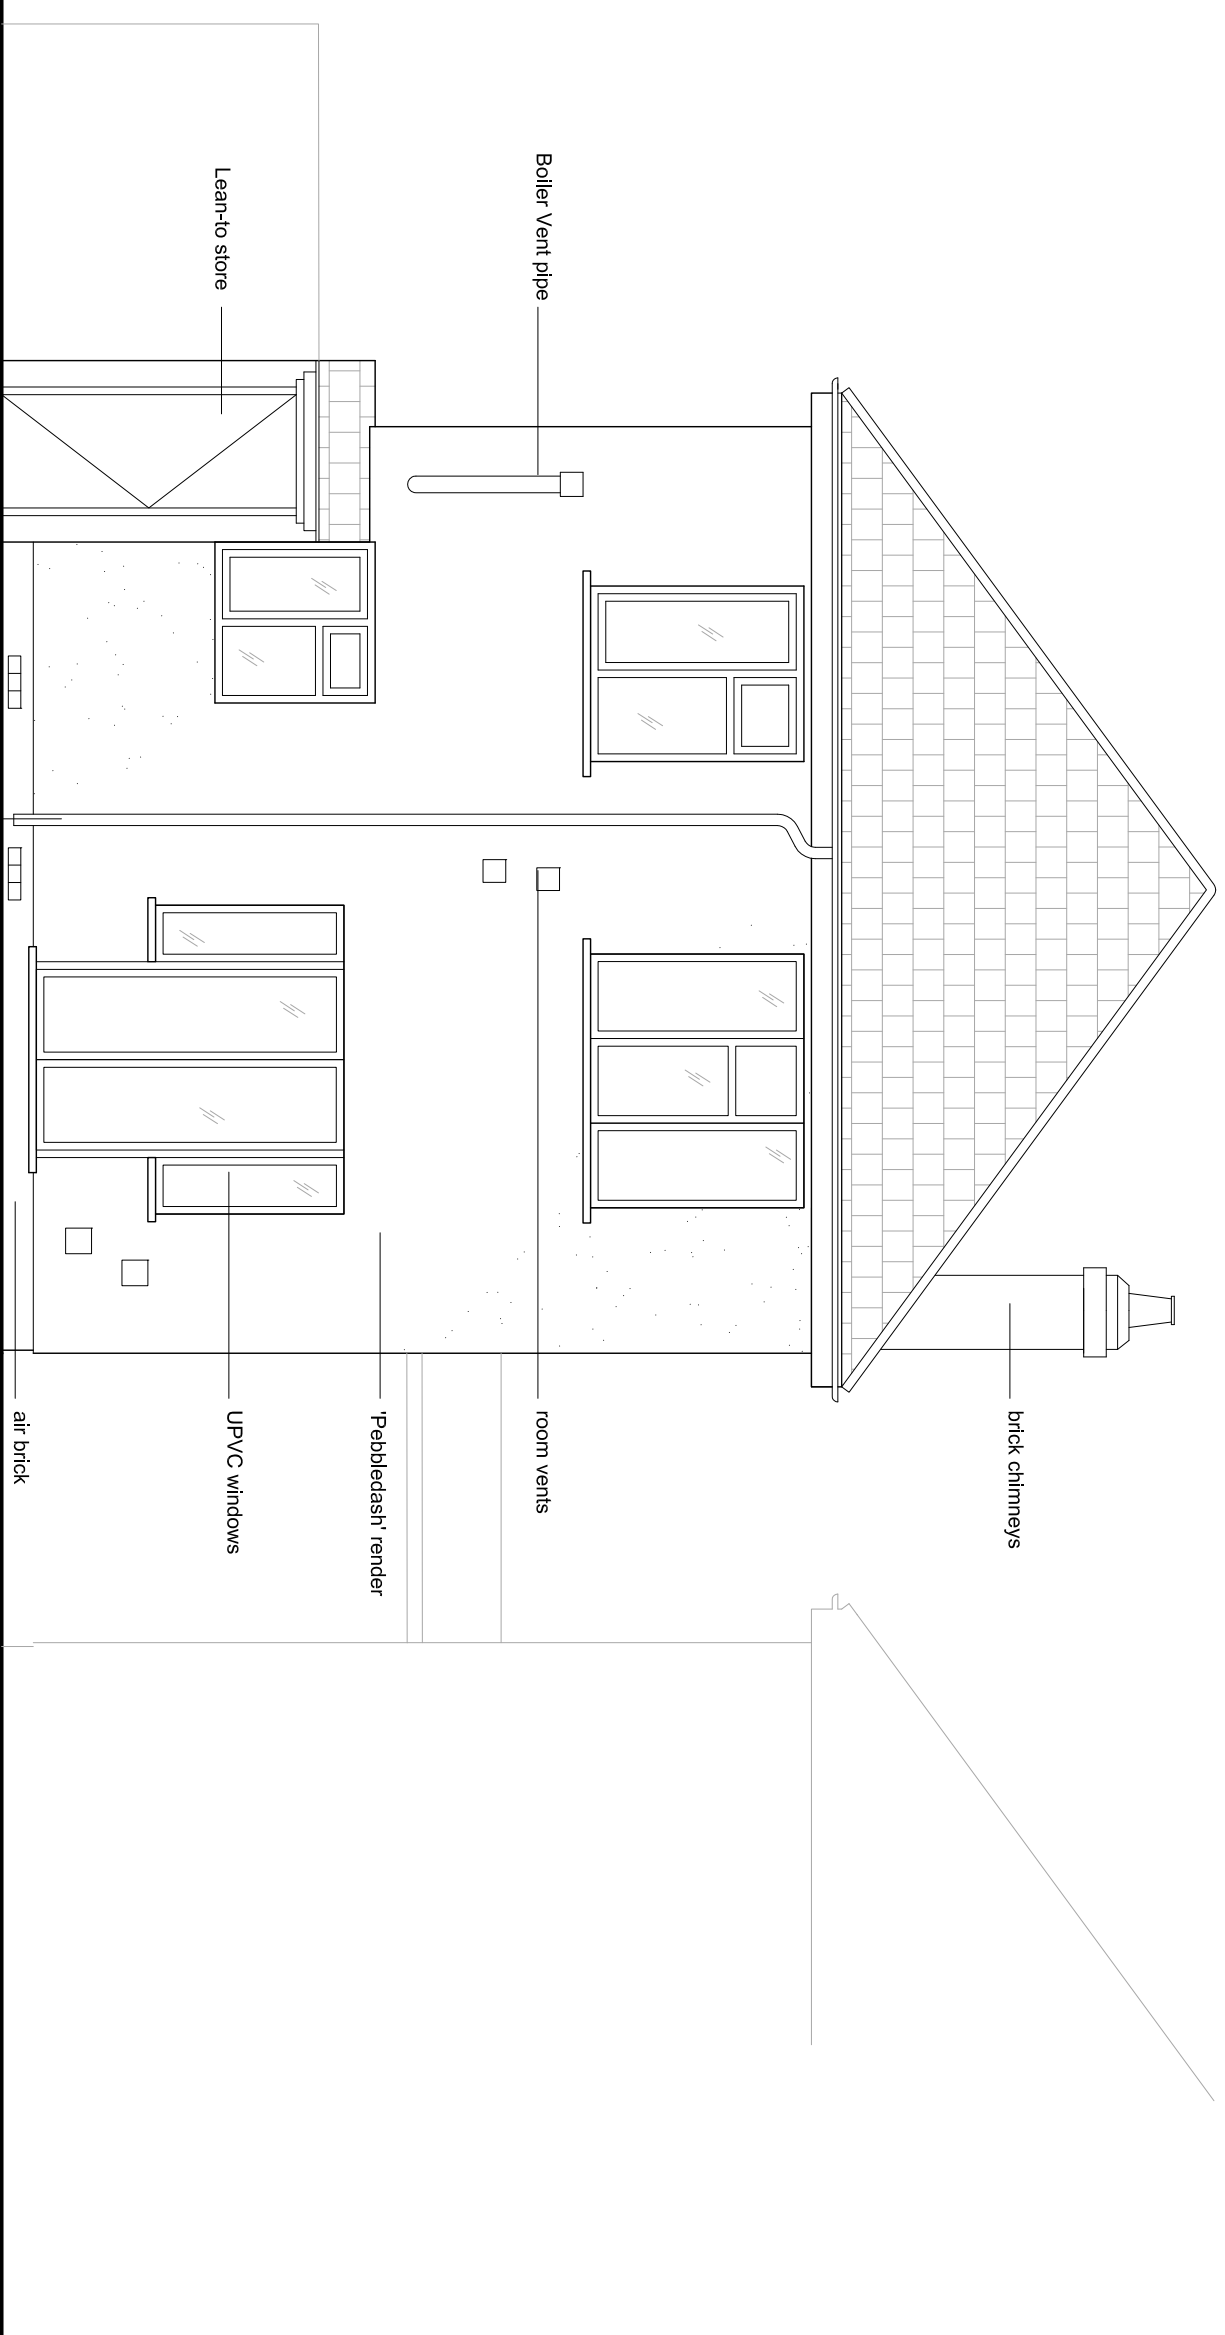 Boiler Vent pipe
Lean-to store
brick chimneys
room vents
'Pebbledash' render
UPVC windows
air brick